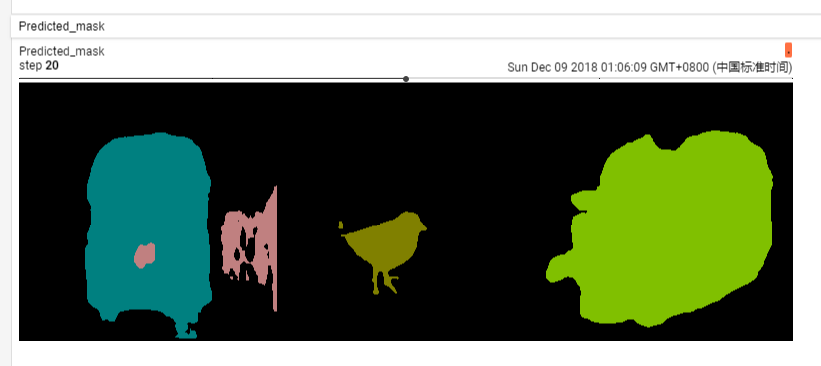 Predicted_mask
Predicted_mask
step 20
Sun Dec 09 2018 01:06:09 GMT+0800 (中国标准时间)